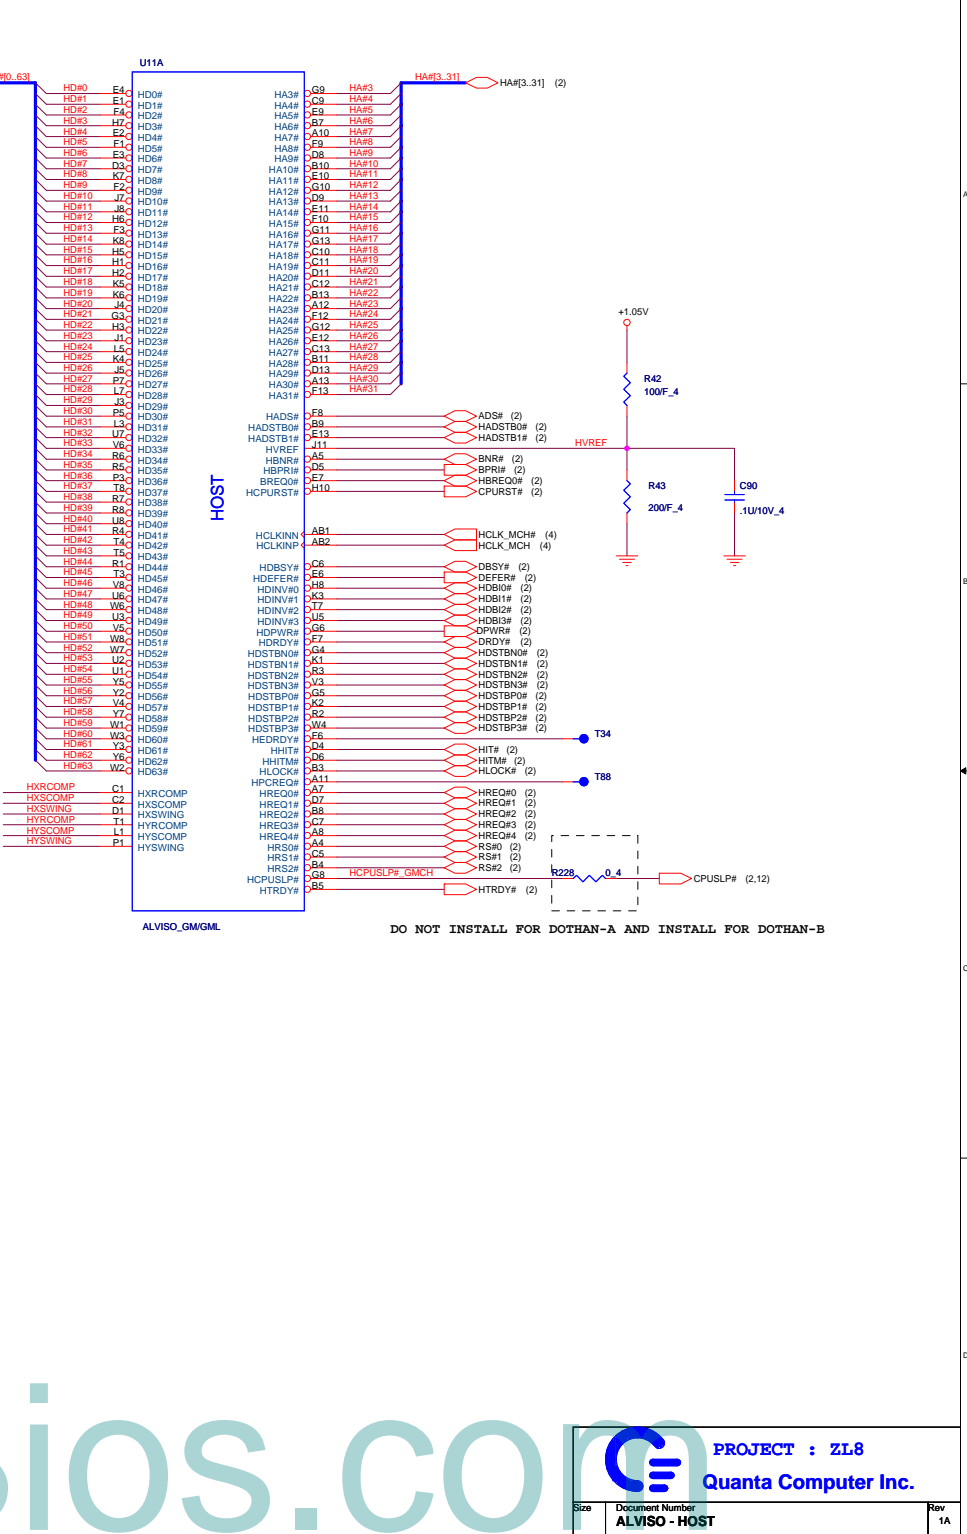 U11A
#[0..63]
HA#[3..31]
HA#[3..31] (2)
HD#0 E4 HD0# HA3# G9 HA#3
HD#1 E1 HD1# HA4# C9 HA#4
HD#2 F4 HD2# HA5# E9 HA#5
HD#3 H7 HD3# HA6# B7 HA#6
HD#4 E2 HD4# HA7# A10 HA#7
HD#5 F1 HD5# HA8# F9 HA#8
HD#6 E3 HD6# HA9# D8 HA#9
HD#7 D3 HD7# HA10# B10 HA#10
HD#8 K7 HD8# HA11# E10 HA#11
HD#9 F2 HD9# HA12# G10 HA#12
HD#10 J7 HD10# HA13# D9 HA#13
HD#11 J8 HD11# HA14# E11 HA#14
HD#12 H6 HD12# HA15# F10 HA#15
HD#13 F3 HD13# HA16# G11 HA#16
HD#14 K8 HD14# HA17# G13 HA#17
HD#15 H5 HD15# HA18# C10 HA#18
HD#16 H1 HD16# HA19# C11 HA#19
HD#17 H2 HD17# HA20# D11 HA#20
HD#18 K5 HD18# HA21# C12 HA#21
HD#19 K6 HD19# HA22# B13 HA#22
HD#20 J4 HD20# HA23# A12 HA#23
HD#21 G3 HD21# HA24# F12 HA#24
HD#22 H3 HD22# HA25# G12 HA#25
HD#23 J1 HD23# HA26# E12 HA#26
HD#24 L5 HD24# HA27# C13 HA#27
HD#25 K4 HD25# HA28# B11 HA#28
HD#26 J5 HD26# HA29# D13 HA#29
HD#27 P7 HD27# HA30# A13 HA#30
HD#28 L7 HD28# HA31# F13 HA#31
HD#29 J3 HD29#
HD#30 P5 HD30# HADS# F8 ADS# (2)
HD#31 L3 HD31# HADSTB0# B9 HADSTB0# (2)
HD#32 U7 HD32# HADSTB1# E13 HADSTB1# (2)
HD#33 V6 HD33# HVREF J11 HVREF
HD#34 R6 HD34# HBNR# A5 BNR# (2)
HD#35 R5 HD35# HBPRI# D5 BPRI# (2)
HD#36 P3 HD36# BREQ0# E7 HBREQ0# (2)
HD#37 T8 HD37# HCPURST# H10 CPURST# (2)
HD#38 R7 HD38#
HD#39 R8 HD39#
HD#40 U8 HD40#
HD#41 R4 HD41# HCLKINN AB1 HCLK_MCH# (4)
HD#42 T4 HD42# HCLKINP AB2 HCLK_MCH (4)
HD#43 T5 HD43#
HD#44 R1 HD44# HDBSY# C6 DBSY# (2)
HD#45 T3 HD45# HDEFER# E6 DEFER# (2)
HD#46 V8 HD46# HDINV#0 H8 HDBI0# (2)
HD#47 U6 HD47# HDINV#1 K3 HDBI1# (2)
HD#48 W6 HD48# HDINV#2 T7 HDBI2# (2)
HD#49 U3 HD49# HDINV#3 U5 HDBI3# (2)
HD#50 V5 HD50# HDPWR# G6 DPWR# (2)
HD#51 W8 HD51# HDRDY# F7 DRDY# (2)
HD#52 W7 HD52# HDSTBN0# G4 HDSTBN0# (2)
HD#53 U2 HD53# HDSTBN1# K1 HDSTBN1# (2)
HD#54 U1 HD54# HDSTBN2# R3 HDSTBN2# (2)
HD#55 Y5 HD55# HDSTBN3# V3 HDSTBN3# (2)
HD#56 Y2 HD56# HDSTBP0# G5 HDSTBP0# (2)
HD#57 V4 HD57# HDSTBP1# K2 HDSTBP1# (2)
HD#58 Y7 HD58# HDSTBP2# R2 HDSTBP2# (2)
HD#59 W1 HD59# HDSTBP3# W4 HDSTBP3# (2)
HD#60 W3 HD60# HEDRDY# F6 T34
HD#61 Y3 HD61# HHIT# D4 HIT# (2)
HD#62 Y6 HD62# HHITM# D6 HITM# (2)
HD#63 W2 HD63# HLOCK# B3 HLOCK# (2)
HPCREQ# A11 T88
HXRCOMP C1 HXRCOMP HREQ0# A7 HREQ#0 (2)
HXSCOMP C2 HXSCOMP HREQ1# D7 HREQ#1 (2)
HXSWING D1 HXSWING HREQ2# B8 HREQ#2 (2)
HYRCOMP T1 HYRCOMP HREQ3# C7 HREQ#3 (2)
HYSCOMP L1 HYSCOMP HREQ4# A8 HREQ#4 (2)
HYSWING P1 HYSWING HRS0# A4 RS#0 (2)
HRS1# C5 RS#1 (2)
HRS2# B4 RS#2 (2)
HCPUSLP# G8 HCPUSLP#_GMCH R228 0_4 CPUSLP# (2,12)
HTRDY# B5 HTRDY# (2)
HOST
ALVISO_GM/GML
+1.05V
R42
100/F_4
R43
200/F_4
C90
.1U/10V_4
DO NOT INSTALL FOR DOTHAN-A AND INSTALL FOR DOTHAN-B
A
B
C
D
ios.com
PROJECT : ZL8
Quanta Computer Inc.
Size Document Number Rev
ALVISO - HOST 1A